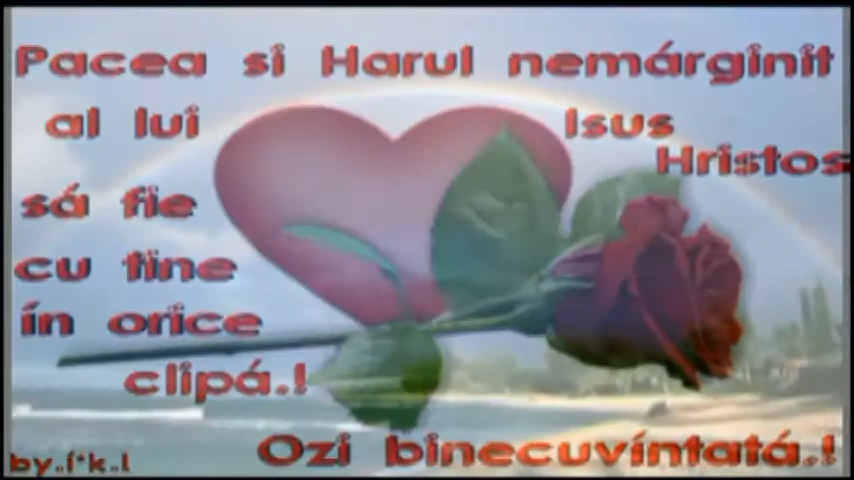 Pacea si Harul nemárginit
al lui Isus
Hristos
sá fie
cu tine
ín orice
clipá.!
Ozi binecuvíntatá.!
by..i*k.l